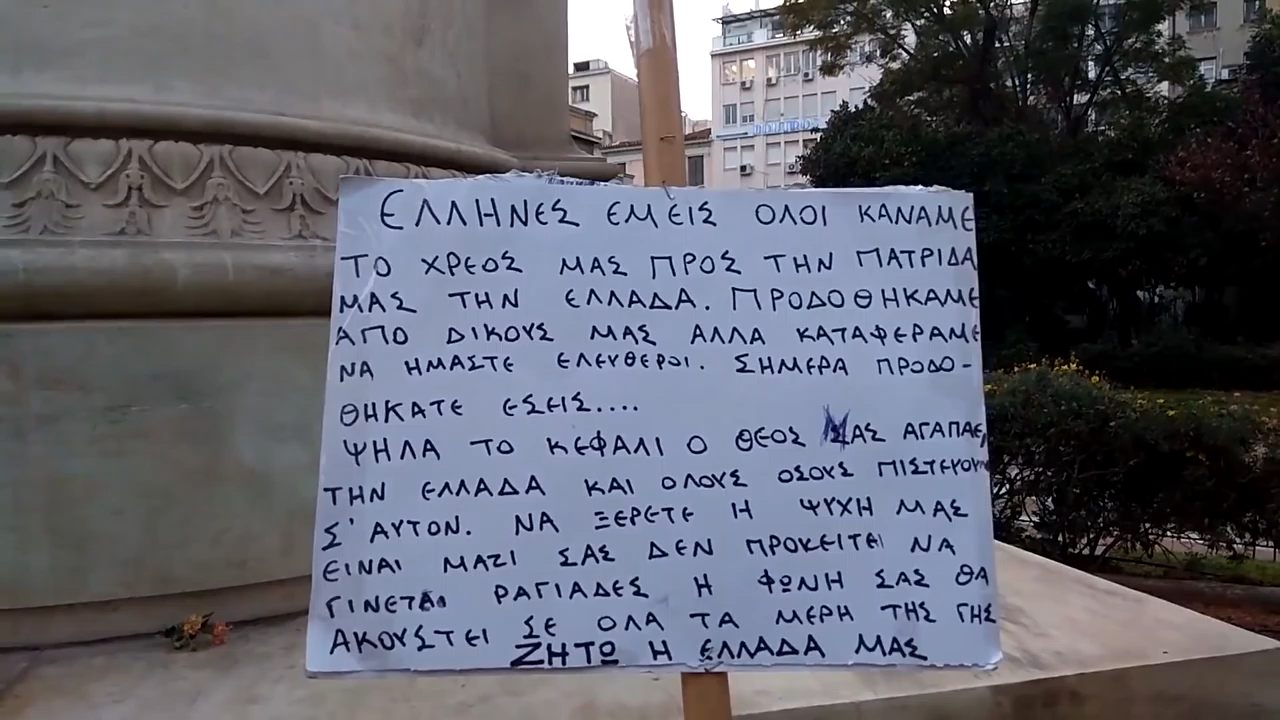 ΕΛΛΗΝΕΣ ΕΜΕΙΣ ΟΛΟΙ ΚΑΝΑΜΕ
ΤΟ ΧΡΕΟΣ ΜΑΣ ΠΡΟΣ ΤΗΝ ΠΑΤΡΙΔΑ
ΜΑΣ ΤΗΝ ΕΛΛΑΔΑ. ΠΡΟΔΟΘΗΚΑΜΕ
ΑΠΟ ΔΙΚΟΥΣ ΜΑΣ ΑΛΛΑ ΚΑΤΑΦΕΡΑΜΕ
ΝΑ ΗΜΑΣΤΕ ΕΛΕΥΘΕΡΟΙ. ΣΗΜΕΡΑ ΠΡΟΔΟ-
ΘΗΚΑΤΕ ΕΣΕΙΣ....
ΨΗΛΑ ΤΟ ΚΕΦΑΛΙ Ο ΘΕΟΣ ΜΑΣ ΑΓΑΠΑΕΙ
ΤΗΝ ΕΛΛΑΔΑ ΚΑΙ ΟΛΟΥΣ ΟΣΟΥΣ ΠΙΣΤΕΥΟΥΝ
Σ' ΑΥΤΟΝ. ΝΑ ΞΕΡΕΤΕ Η ΨΥΧΗ ΜΑΣ
ΕΙΝΑΙ ΜΑΖΙ ΣΑΣ ΔΕΝ ΠΡΟΚΕΙΤΕΙ ΝΑ
ΓΙΝΕΤΑΙ ΡΑΓΙΑΔΕΣ Η ΦΩΝΗ ΣΑΣ ΘΑ
ΑΚΟΥΣΤΕΙ ΣΕ ΟΛΑ ΤΑ ΜΕΡΗ ΤΗΣ ΓΗΣ
ΖΗΤΩ Η ΕΛΛΑΔΑ ΜΑΣ